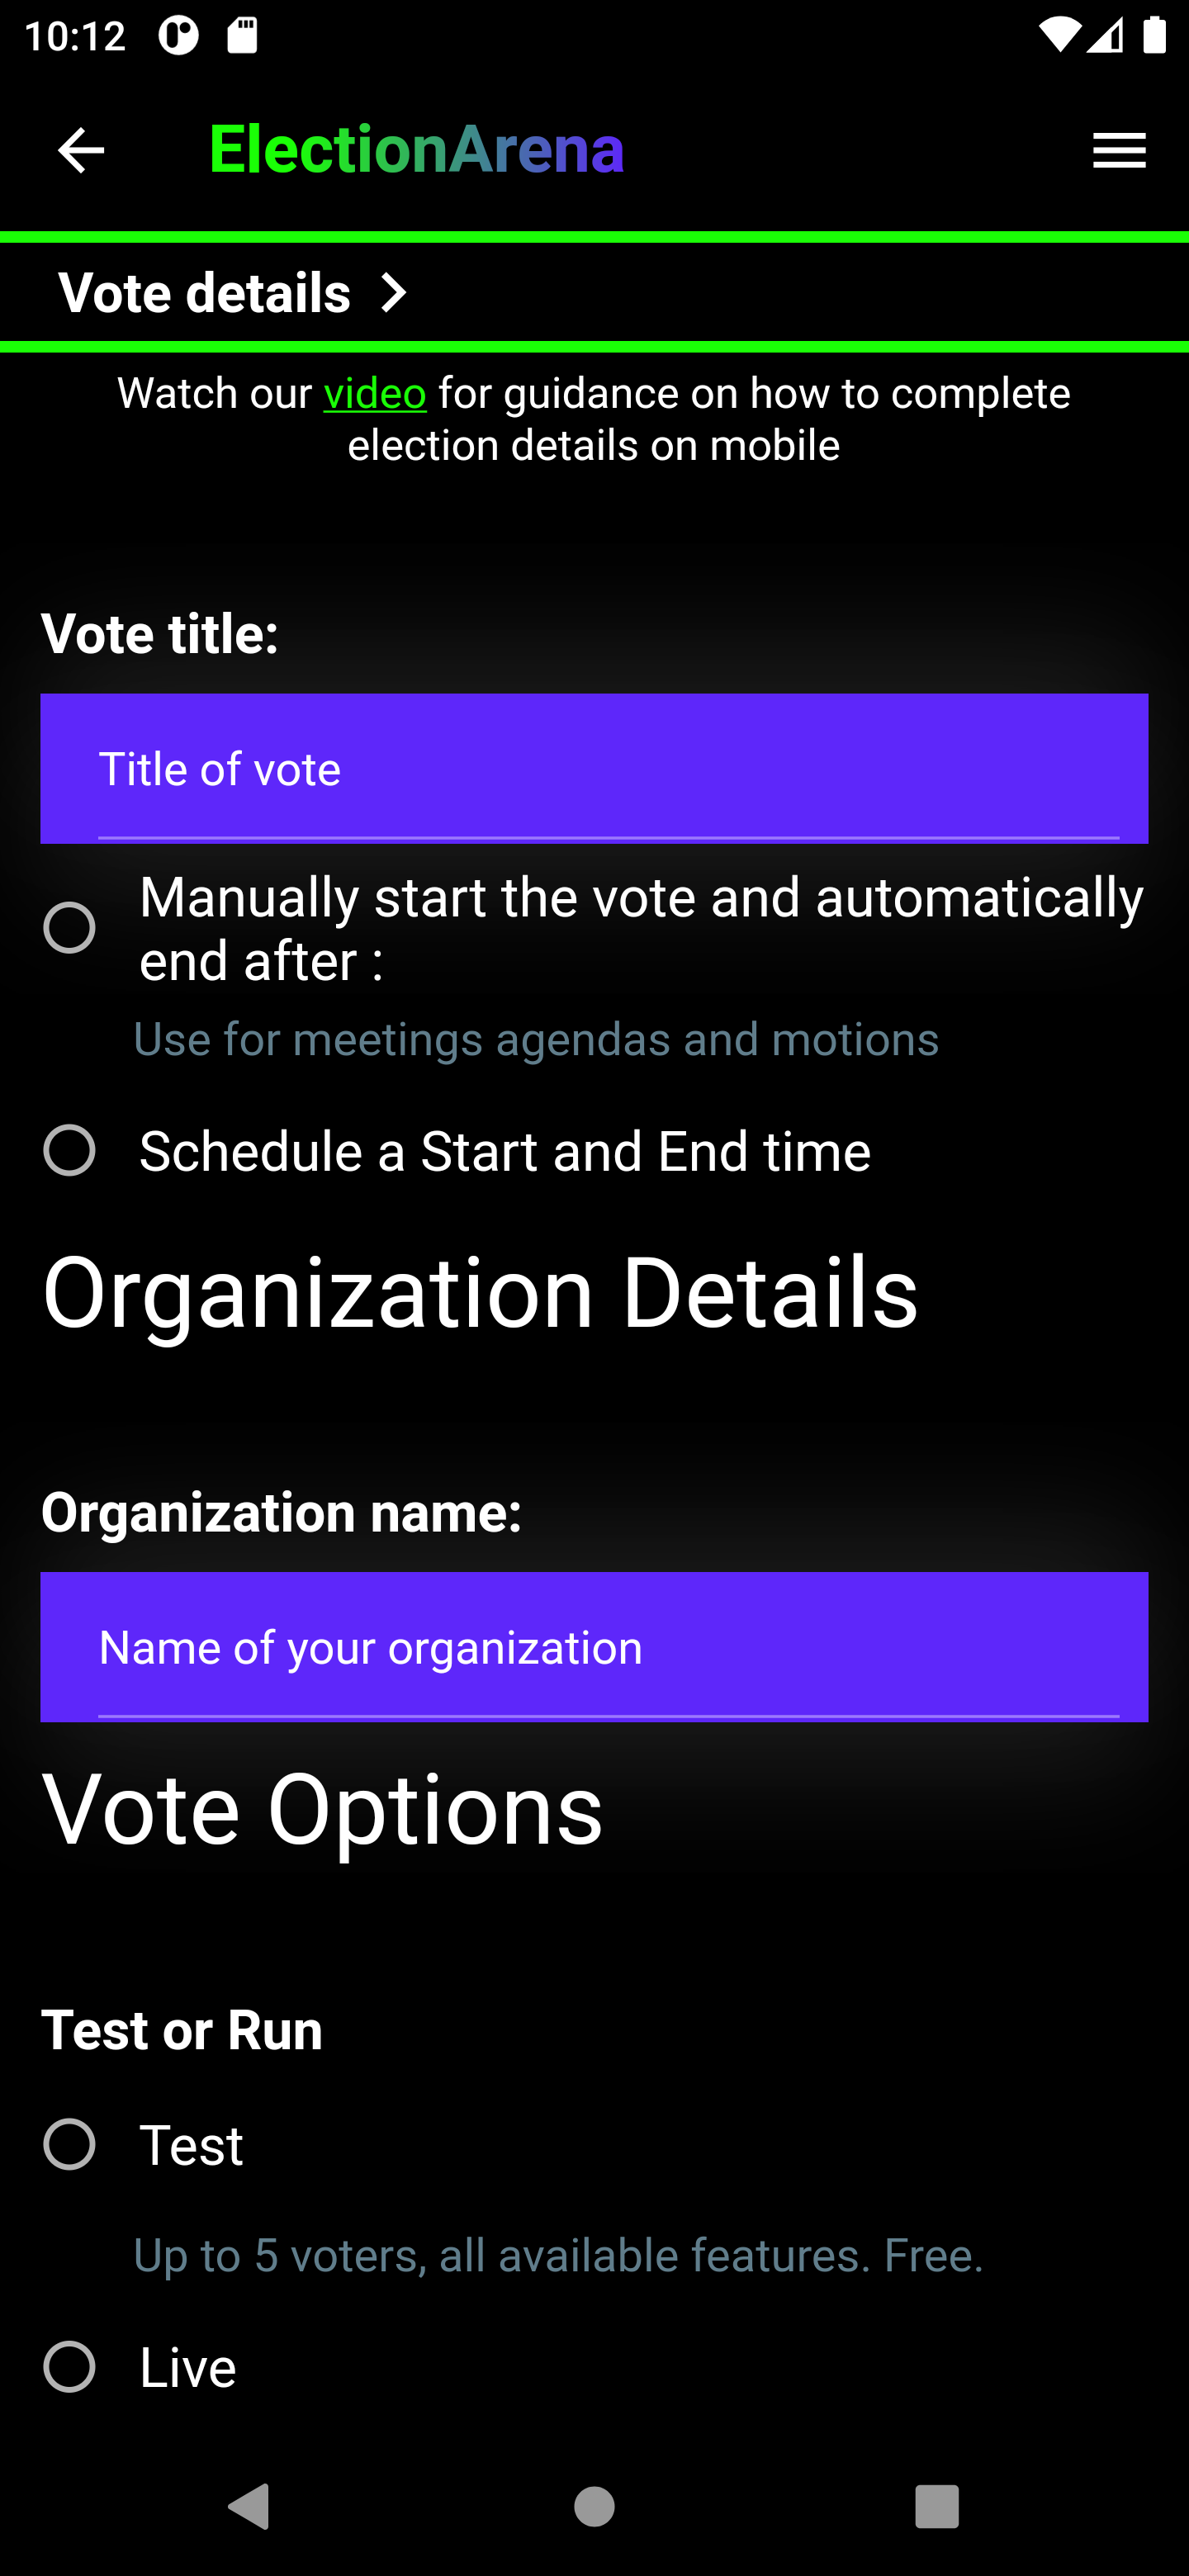 10:12
ElectionArena
Vote details
Watch our video for guidance on how to complete
election details on mobile
Vote title:
Title of vote
Manually start the vote and automatically
end after :
Use for meetings agendas and motions
Schedule a Start and End time
Organization Details
Organization name:
Name of your organization
Vote Options
Test or Run
Test
Up to 5 voters, all available features. Free.
Live